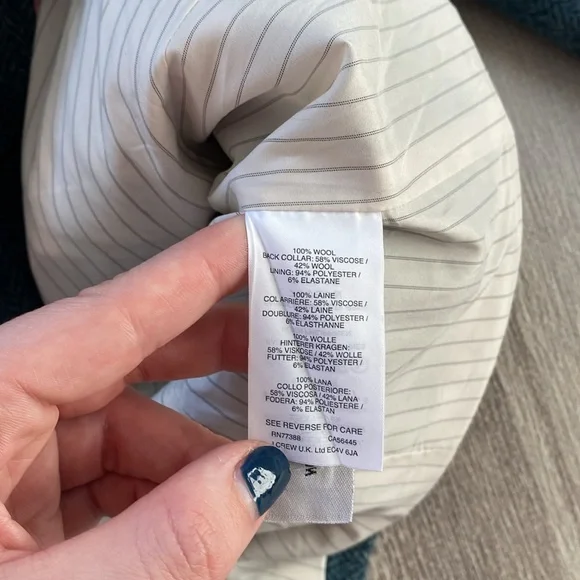 100% WOOL
BACK COLLAR: 58% VISCOSE /
42% WOOL
LINING: 94% POLYESTER /
6% ELASTANE
100% LAINE
COL ARRIÈRE: 58% VISCOSE /
42% LAINE
DOUBLURE: 94% POLYESTER /
6% ELASTHANNE
100% WOLLE
HINTERER KRAGEN:
58% VISKOSE / 42% WOLLE
FUTTER: 94% POLYESTER /
6% ELASTAN
100% LANA
COLLO POSTERIORE:
58% VISCOSA / 42% LANA
FODERA: 94% POLIESTERE /
6% ELASTAN
SEE REVERSE FOR CARE
RN77388 CA56445
J.CREW U.K. Ltd EC4V 6JA